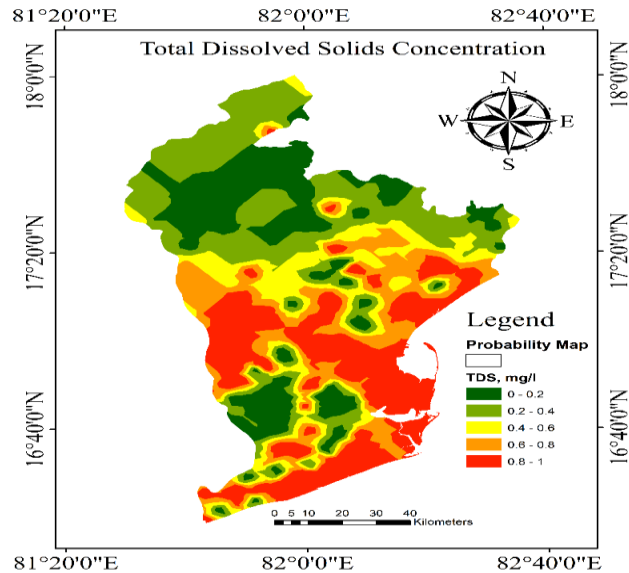 81°20'0"E 82°0'0"E 82°40'0"E
Total Dissolved Solids Concentration
18°0'0"N
18°0'0"N
N
W E
S
17°20'0"N
17°20'0"N
Legend
Probability Map
TDS, mg/l
0 - 0.2
0.2 - 0.4
0.4 - 0.6
0.6 - 0.8
0.8 - 1
16°40'0"N
16°40'0"N
0 5 10 20 30 40
Kilometers
81°20'0"E 82°0'0"E 82°40'0"E